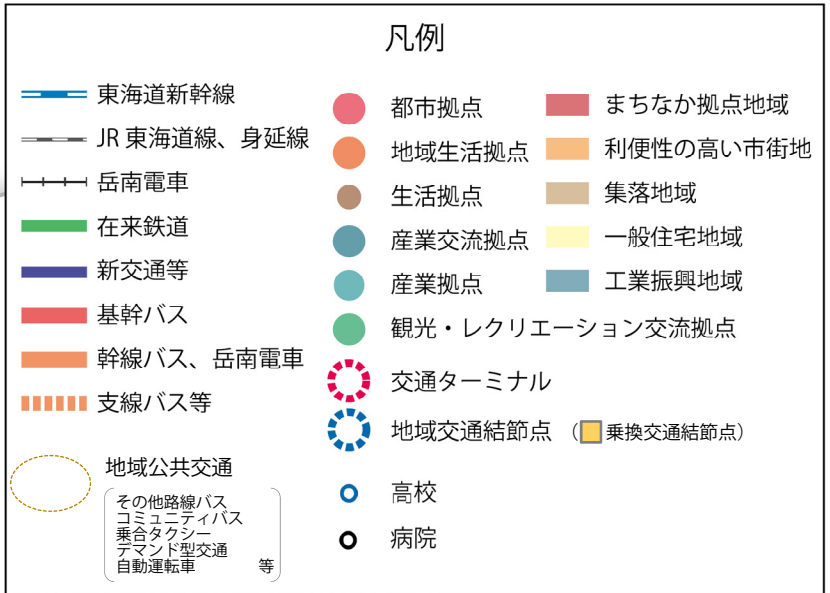 凡例
東海道新幹線
JR 東海道線、身延線
岳南電車
在来鉄道
新交通等
基幹バス
幹線バス、岳南電車
支線バス等
地域公共交通
その他路線バス
コミュニティバス
乗合タクシー
デマンド型交通
自動運転車 等
都市拠点
地域生活拠点
生活拠点
産業交流拠点
産業拠点
観光・レクリエーション交流拠点
交通ターミナル
地域交通結節点 （乗換交通結節点）
高校
病院
まちなか拠点地域
利便性の高い市街地
集落地域
一般住宅地域
工業振興地域